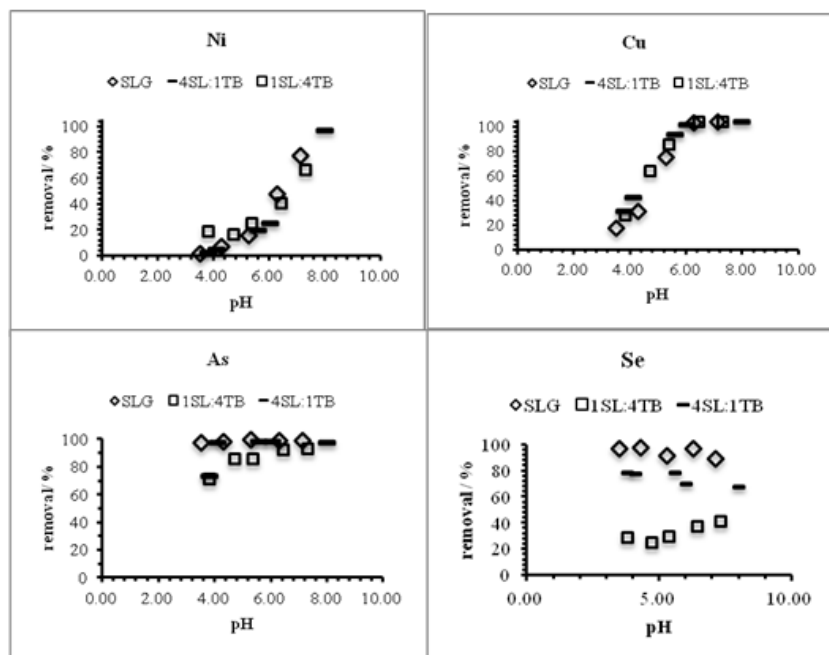 Ni
◇SLG −4SL:1TB □1SL:4TB
removal/ %
100
80
60
40
20
0
0.00 2.00 4.00 6.00 8.00 10.00
pH
Cu
◇SLG −4SL:1TB □1SL:4TB
removal/ %
100
80
60
40
20
0
0.00 2.00 4.00 6.00 8.00 10.00
pH
As
◇SLG □1SL:4TB −4SL:1TB
removal/ %
100
80
60
40
20
0
0.00 2.00 4.00 6.00 8.00 10.00
pH
Se
◇SLG □1SL:4TB −4SL:1TB
removal/ %
100
80
60
40
20
0
0.00 5.00 10.00
pH